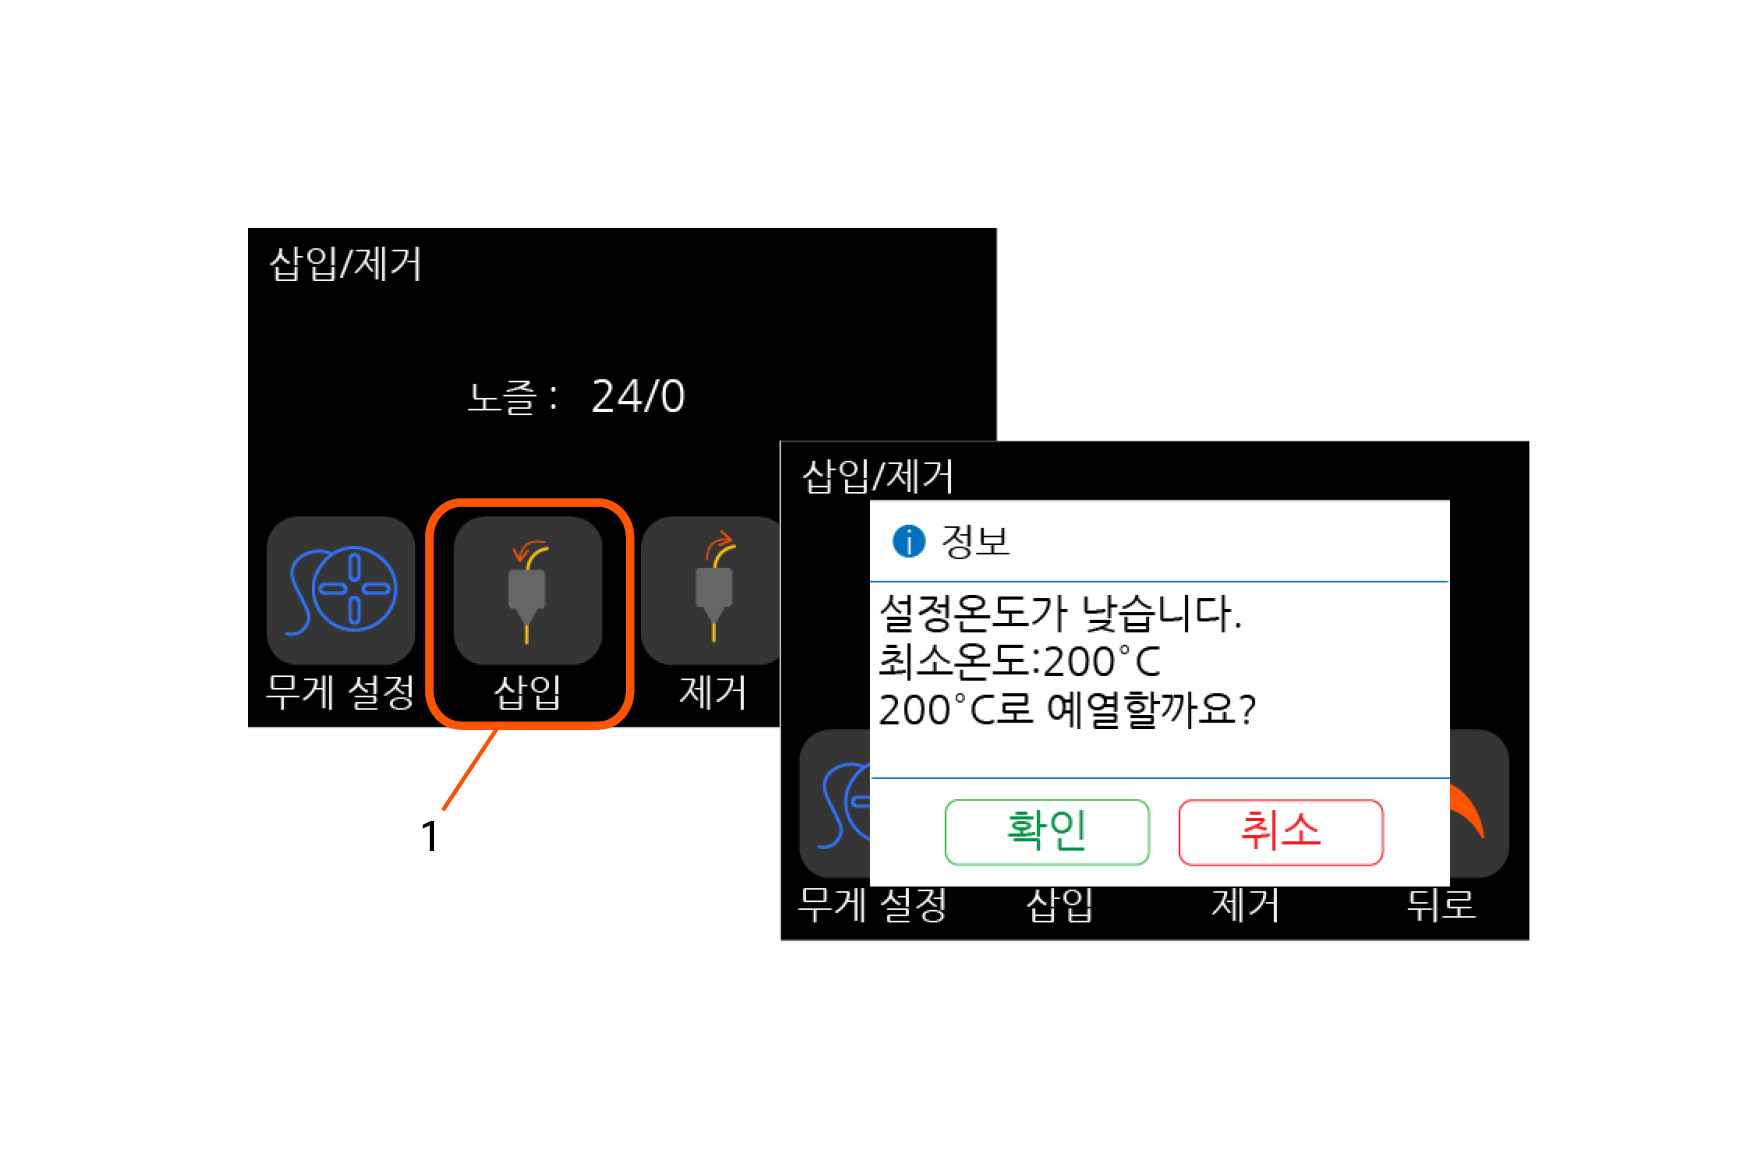 삽입/제거
노즐 : 24/0
무게 설정 삽입 제거
1
삽입/제거
i 정보
설정온도가 낮습니다.
최소온도:200°C
200°C로 예열할까요?
확인 취소
무게 설정 삽입 제거 뒤로